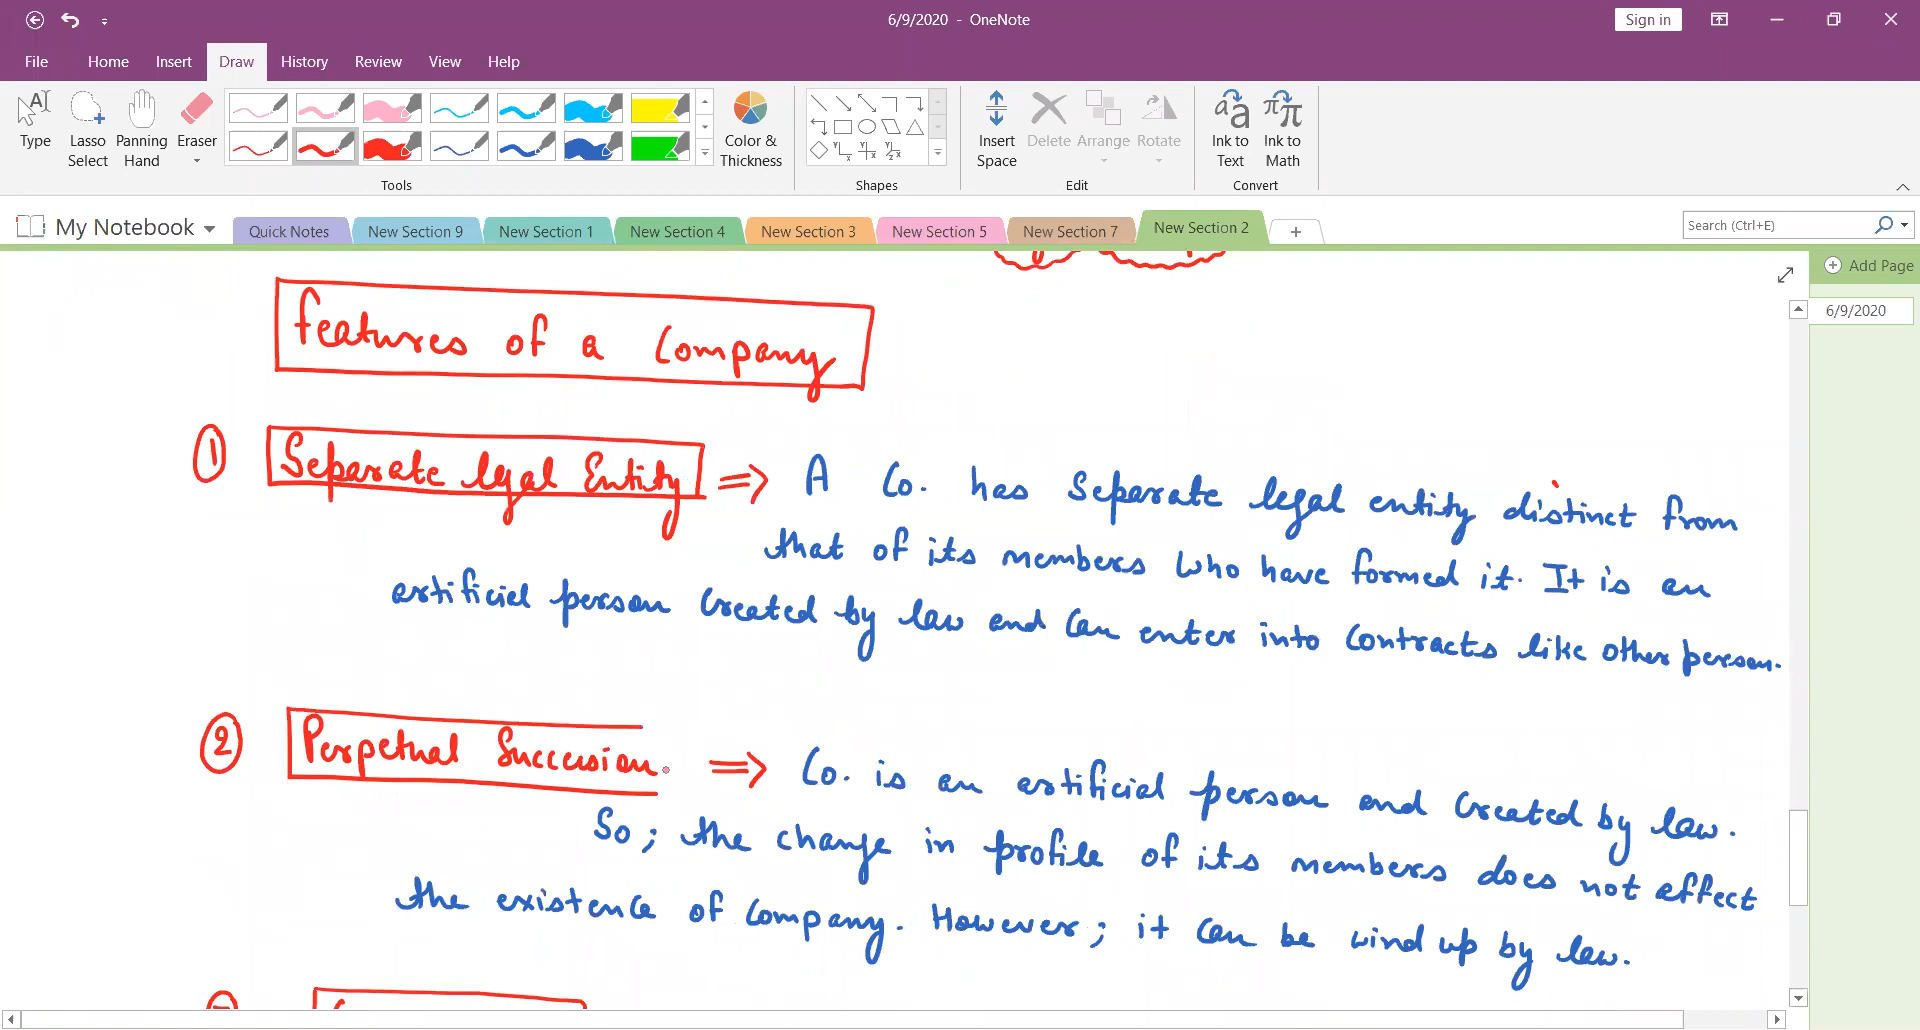 6/9/2020 - OneNote
Sign in
File Home Insert Draw History Review View Help
Type
Lasso Select
Panning Hand
Eraser
Color & Thickness
Insert Space
Delete
Arrange
Rotate
Ink to Text
Ink to Math
Tools Shapes Edit Convert
My Notebook
Quick Notes New Section 9 New Section 1 New Section 4 New Section 3 New Section 5 New Section 7 New Section 2
Search (Ctrl+E)
Add Page
6/9/2020
Features of a Company
① Separate legal Entity ⇒ A Co. has separate legal entity distinct from
that of its members who have formed it. It is an
artificial person created by law and can enter into contracts like other person.
② Perpetual Succession ⇒ Co. is an artificial person and created by law.
So; the change in profile of its members does not affect
the existence of company. However; it can be wind up by law.